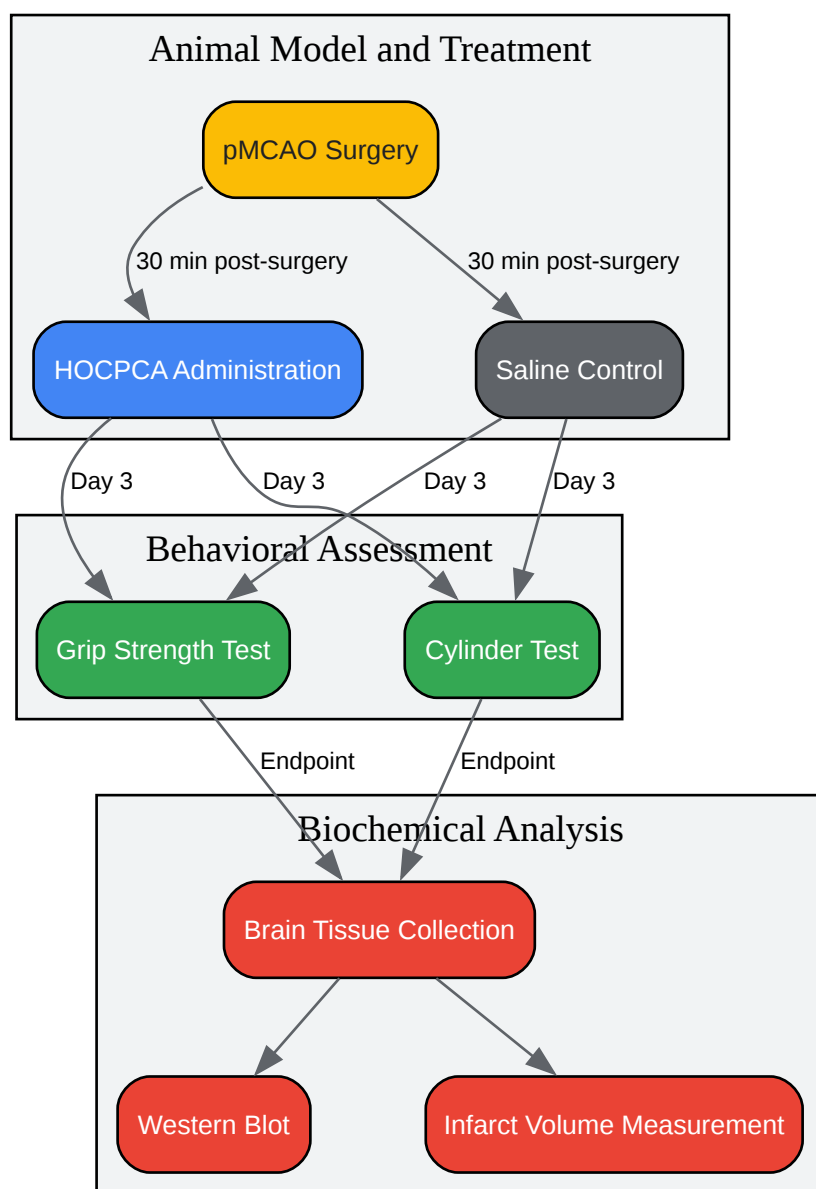 Animal Model and Treatment
pMCAO Surgery
30 min post-surgery
30 min post-surgery
HOCPCA Administration
Saline Control
Day 3
Day 3
Day 3
Day 3
Behavioral Assessment
Grip Strength Test
Cylinder Test
Endpoint
Endpoint
Biochemical Analysis
Brain Tissue Collection
Western Blot
Infarct Volume Measurement